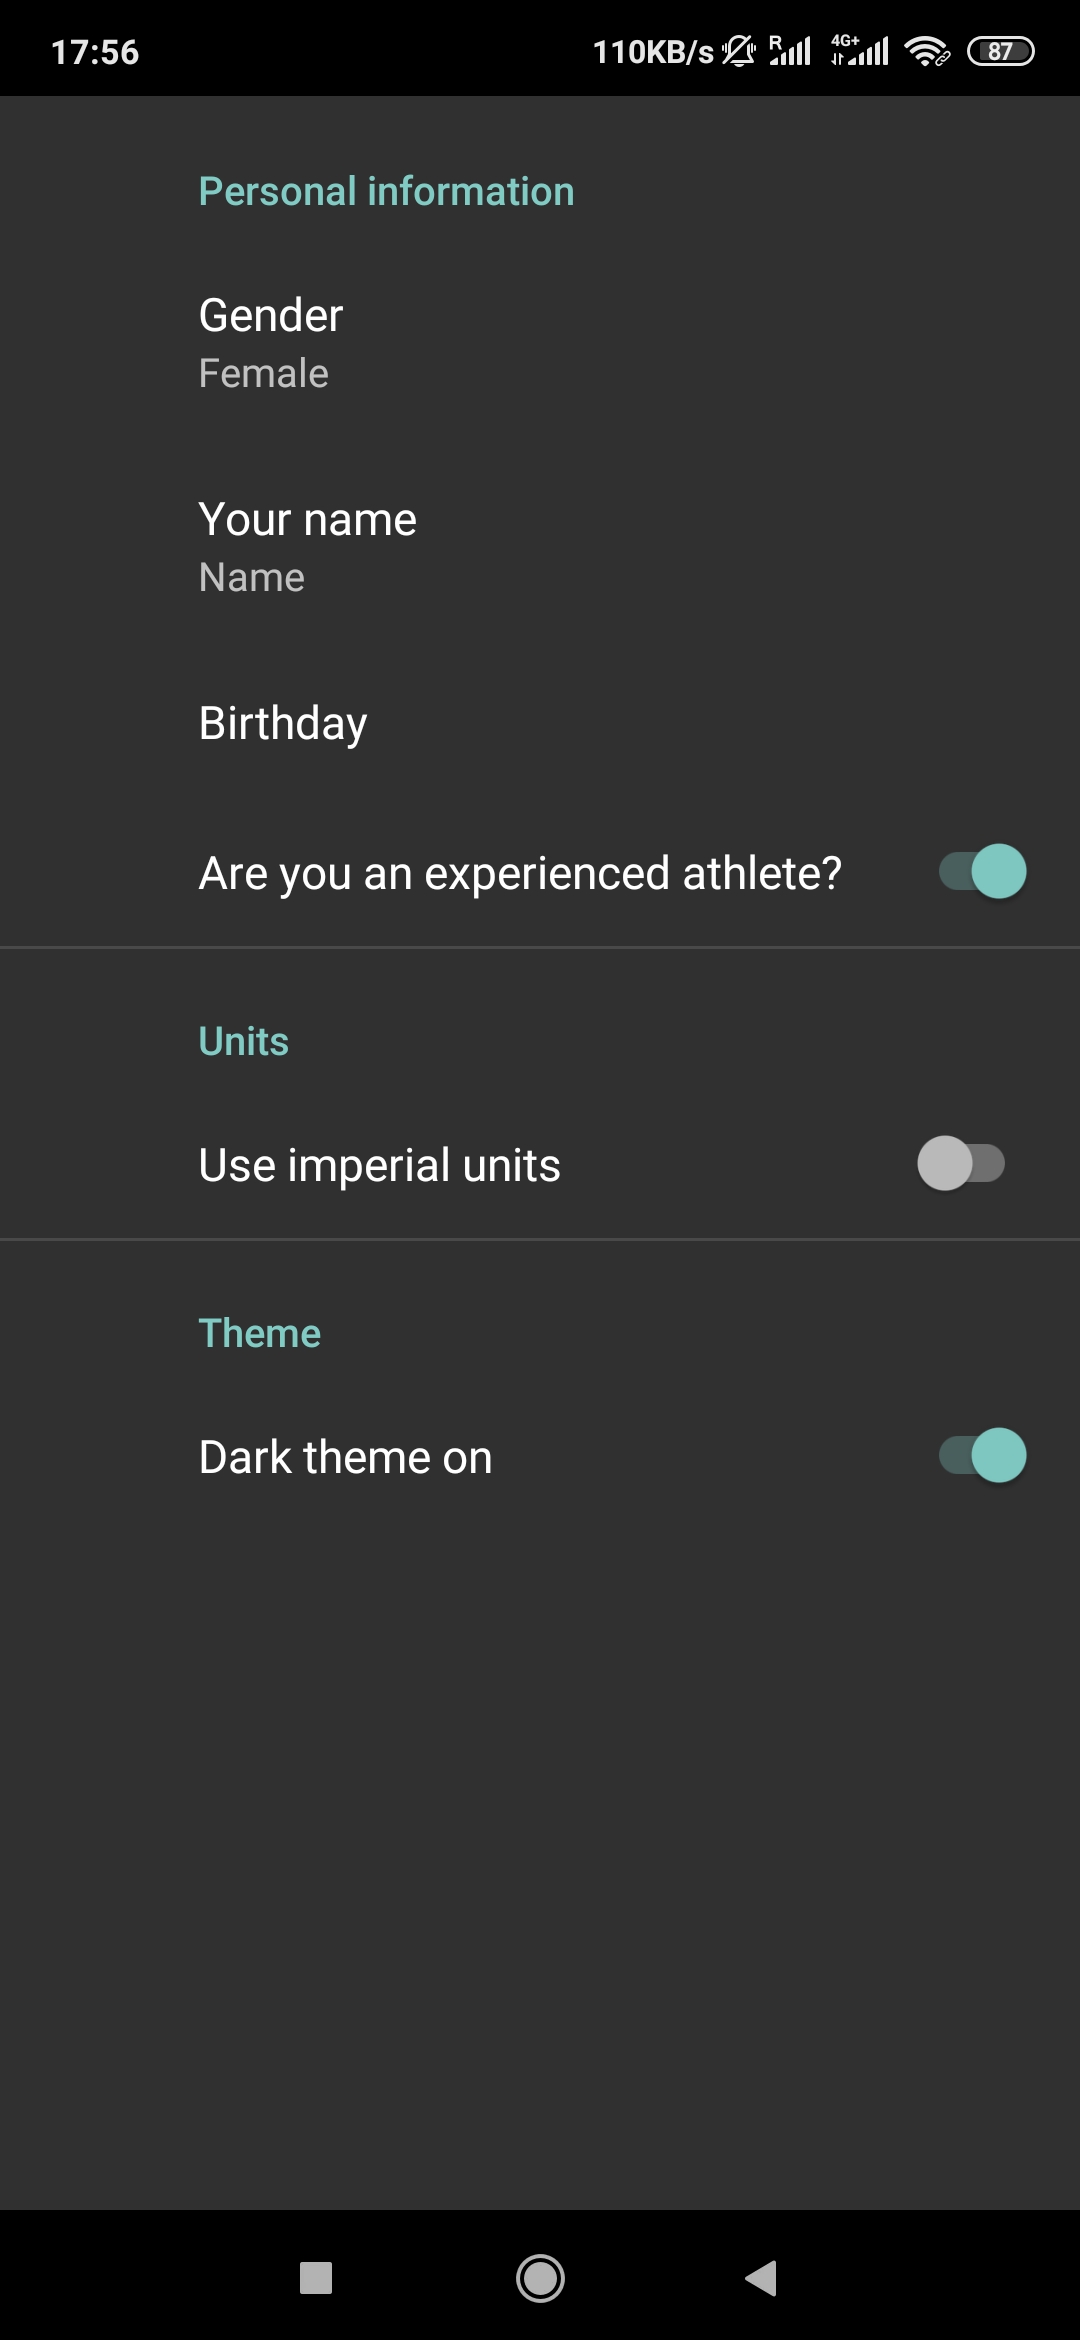 17:56
110KB/s R 4G+ 87
Personal information
Gender
Female
Your name
Name
Birthday
Are you an experienced athlete?
Units
Use imperial units
Theme
Dark theme on